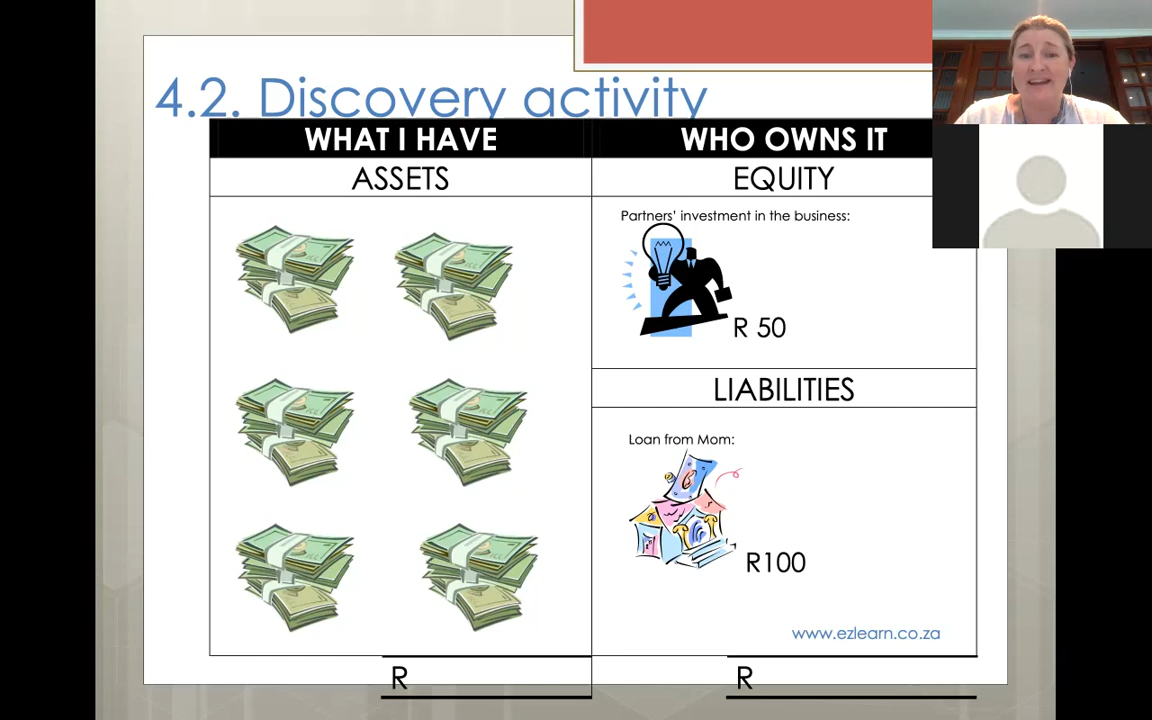 4.2. Discovery activity
WHAT I HAVE
WHO OWNS IT
ASSETS
EQUITY
Partners' investment in the business:
R 50
LIABILITIES
Loan from Mom:
R100
www.ezlearn.co.za
R
R